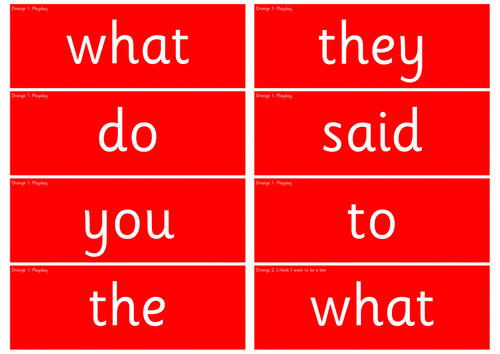 Orange 1: Playday
what
Orange 1: Playday
they
Orange 1: Playday
do
Orange 1: Playday
said
Orange 1: Playday
you
Orange 1: Playday
to
Orange 1: Playday
the
Orange 2: I think I want to be a bee
what